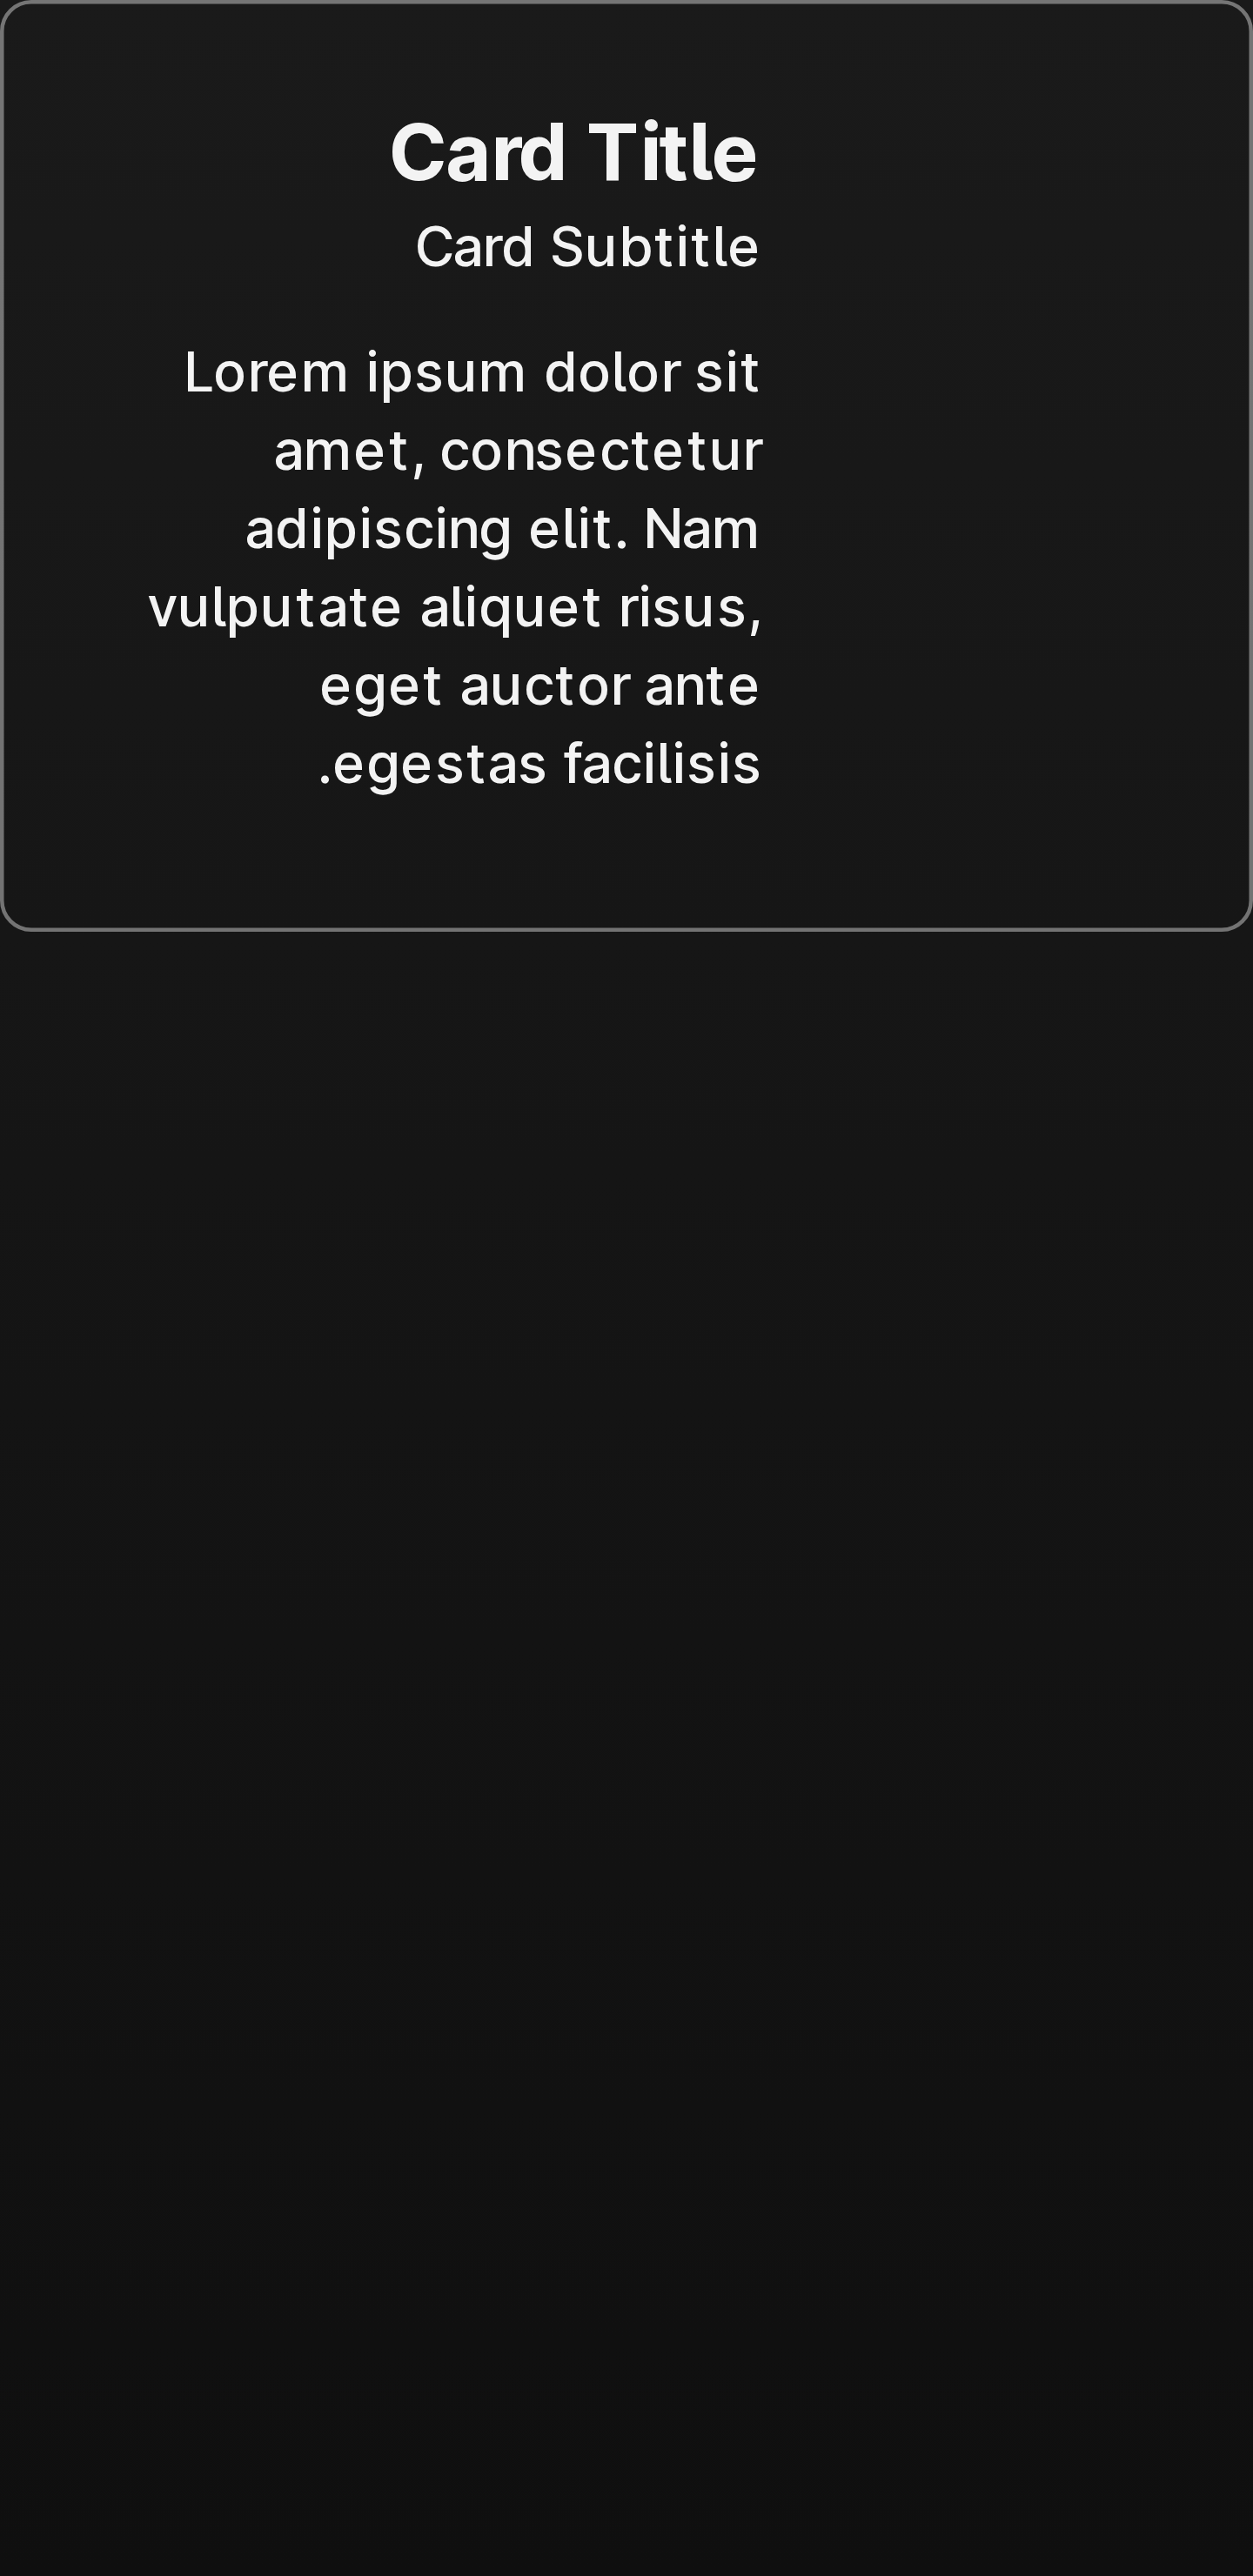 Card Title
Card Subtitle
Lorem ipsum dolor sit
amet, consectetur
adipiscing elit. Nam
vulputate aliquet risus,
eget auctor ante
.egestas facilisis